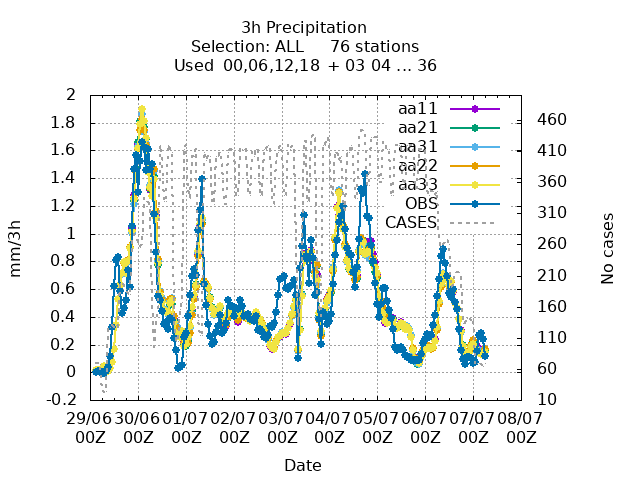 3h Precipitation
Selection: ALL 76 stations
Used 00,06,12,18 + 03 04 ... 36
mm/3h
2
1.8
1.6
1.4
1.2
1
0.8
0.6
0.4
0.2
0
-0.2
aa11
aa21
aa31
aa22
aa33
OBS
CASES
460
410
360
310
260
210
160
110
60
10
No cases
29/06 30/06 01/07 02/07 03/07 04/07 05/07 06/07 07/07 08/07
00Z 00Z 00Z 00Z 00Z 00Z 00Z 00Z 00Z 00Z
Date